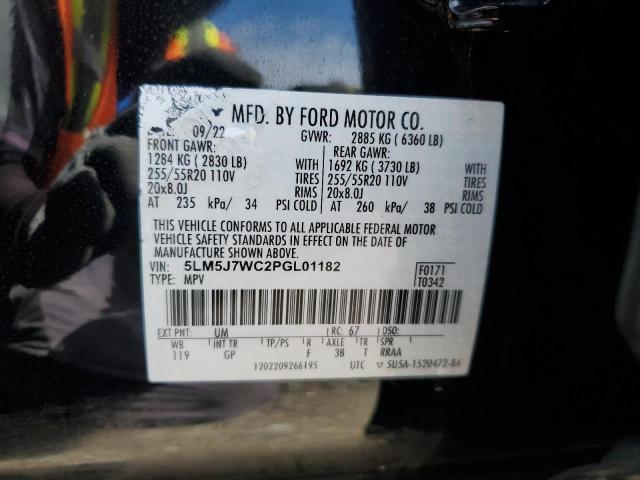 MFD. BY FORD MOTOR CO.
09/22 GVWR: 2885 KG ( 6360 LB)
FRONT GAWR: REAR GAWR:
1284 KG ( 2830 LB) 1692 KG ( 3730 LB) WITH
255/55R20 110V TIRES 255/55R20 110V TIRES
20x8.0J RIMS 20x8.0J RIMS
AT 235 kPa/ 34 PSI COLD AT 260 kPa/ 38 PSI COLD
THIS VEHICLE CONFORMS TO ALL APPLICABLE FEDERAL MOTOR
VEHICLE SAFETY STANDARDS IN EFFECT ON THE DATE OF
MANUFACTURE SHOWN ABOVE.
VIN: 5LM5J7WC2PGL01182 F0171
TYPE: MPV T0342
EXT PNT: UM RC: 67 DSO:
WB INT TR TP/PS R AXLE TR SPR
119 GP F 38 T RRAA
1202209266195 UTC ▽ SU5A-1520472-BA